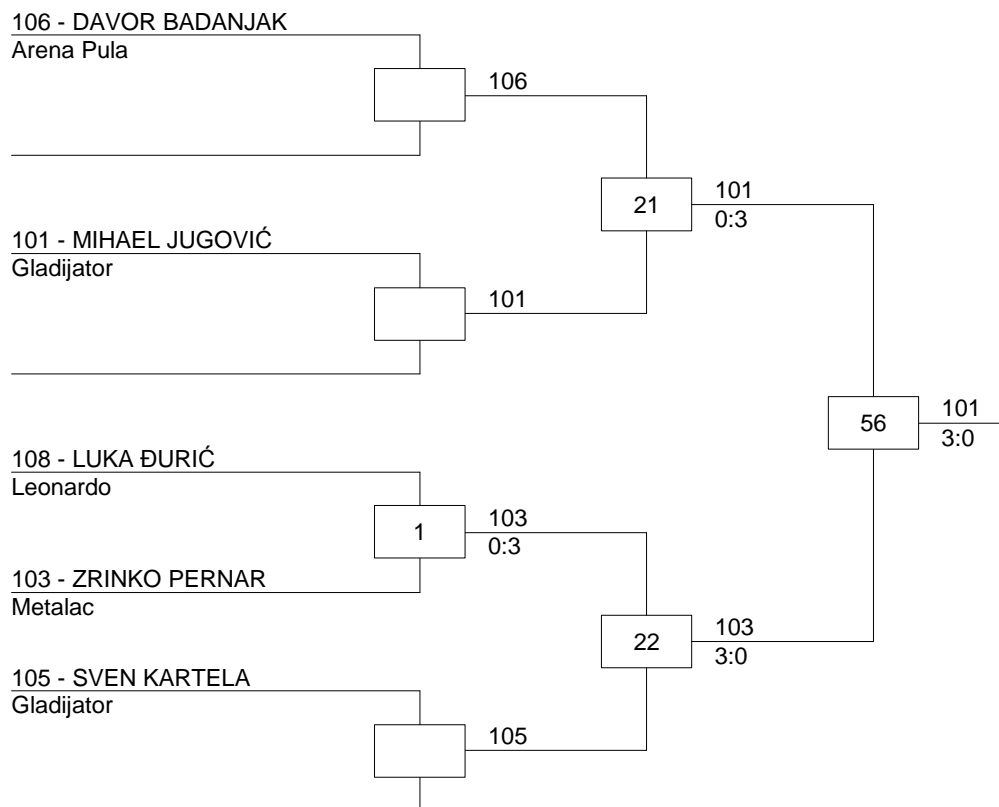 106 - DAVOR BADANJAK
Arena Pula
106
21
101
0:3
101 - MIHAEL JUGOVIĆ
Gladijator
101
56
101
3:0
108 - LUKA ĐURIĆ
Leonardo
1
103
0:3
103 - ZRINKO PERNAR
Metalac
22
103
3:0
105 - SVEN KARTELA
Gladijator
105